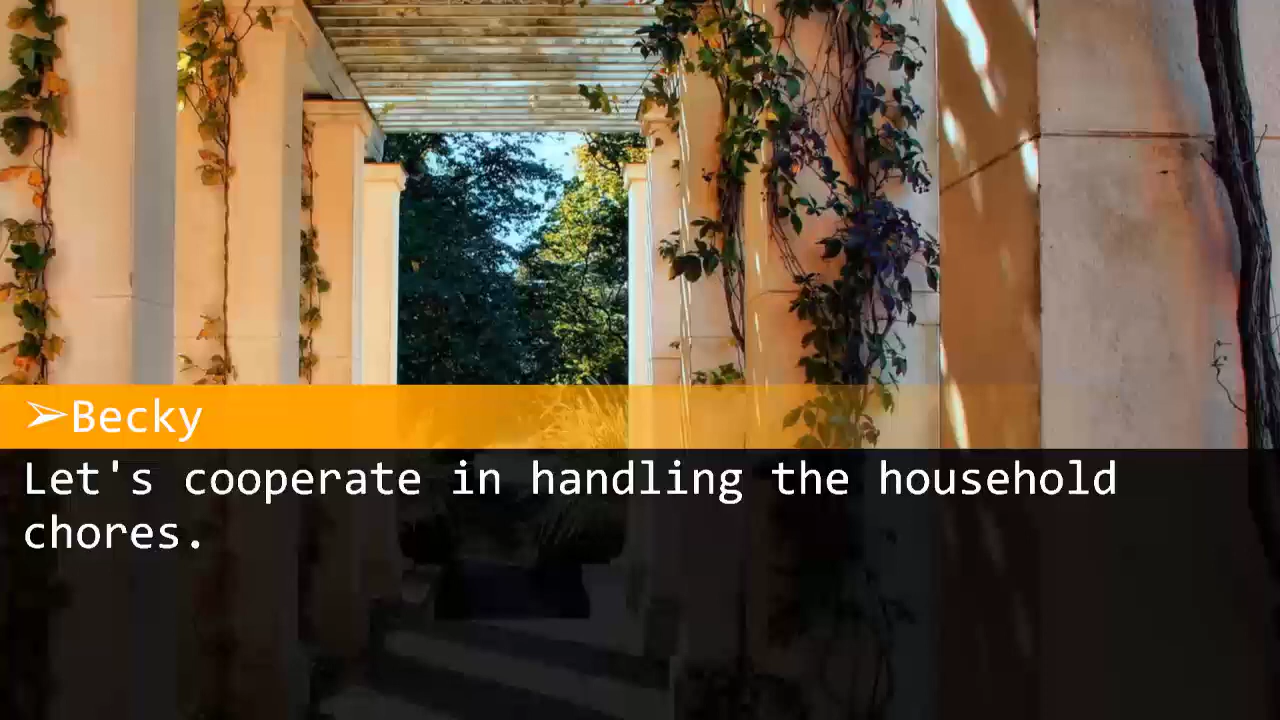 ➢Becky
Let's cooperate in handling the household
chores.